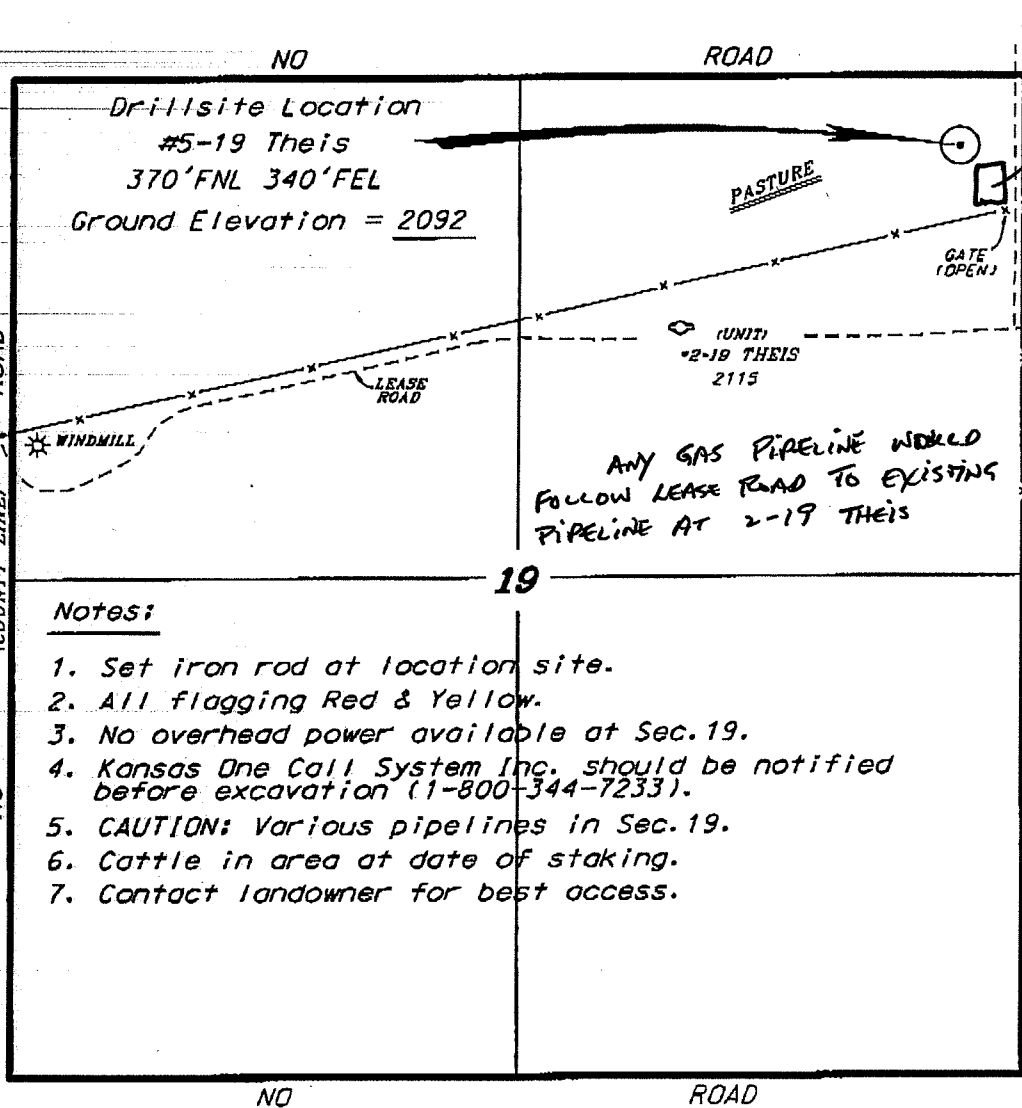 NO ROAD
Drillsite Location
#5-19 Theis
370'FNL 340'FEL
Ground Elevation = 2092
PASTURE
GATE
(OPEN)
(UNIT)
#2-19 THEIS
2115
LEASE
ROAD
WINDMILL
ANY GAS PIPELINE WOULD
FOLLOW LEASE ROAD TO EXISTING
PIPELINE AT 2-19 THEIS
ROAD
19
Notes:
1. Set iron rod at location site.
2. All flagging Red & Yellow.
3. No overhead power available at Sec.19.
4. Kansas One Call System Inc. should be notified
before excavation (1-800-344-7233).
5. CAUTION: Various pipelines in Sec.19.
6. Cattle in area at date of staking.
7. Contact landowner for best access.
NO ROAD